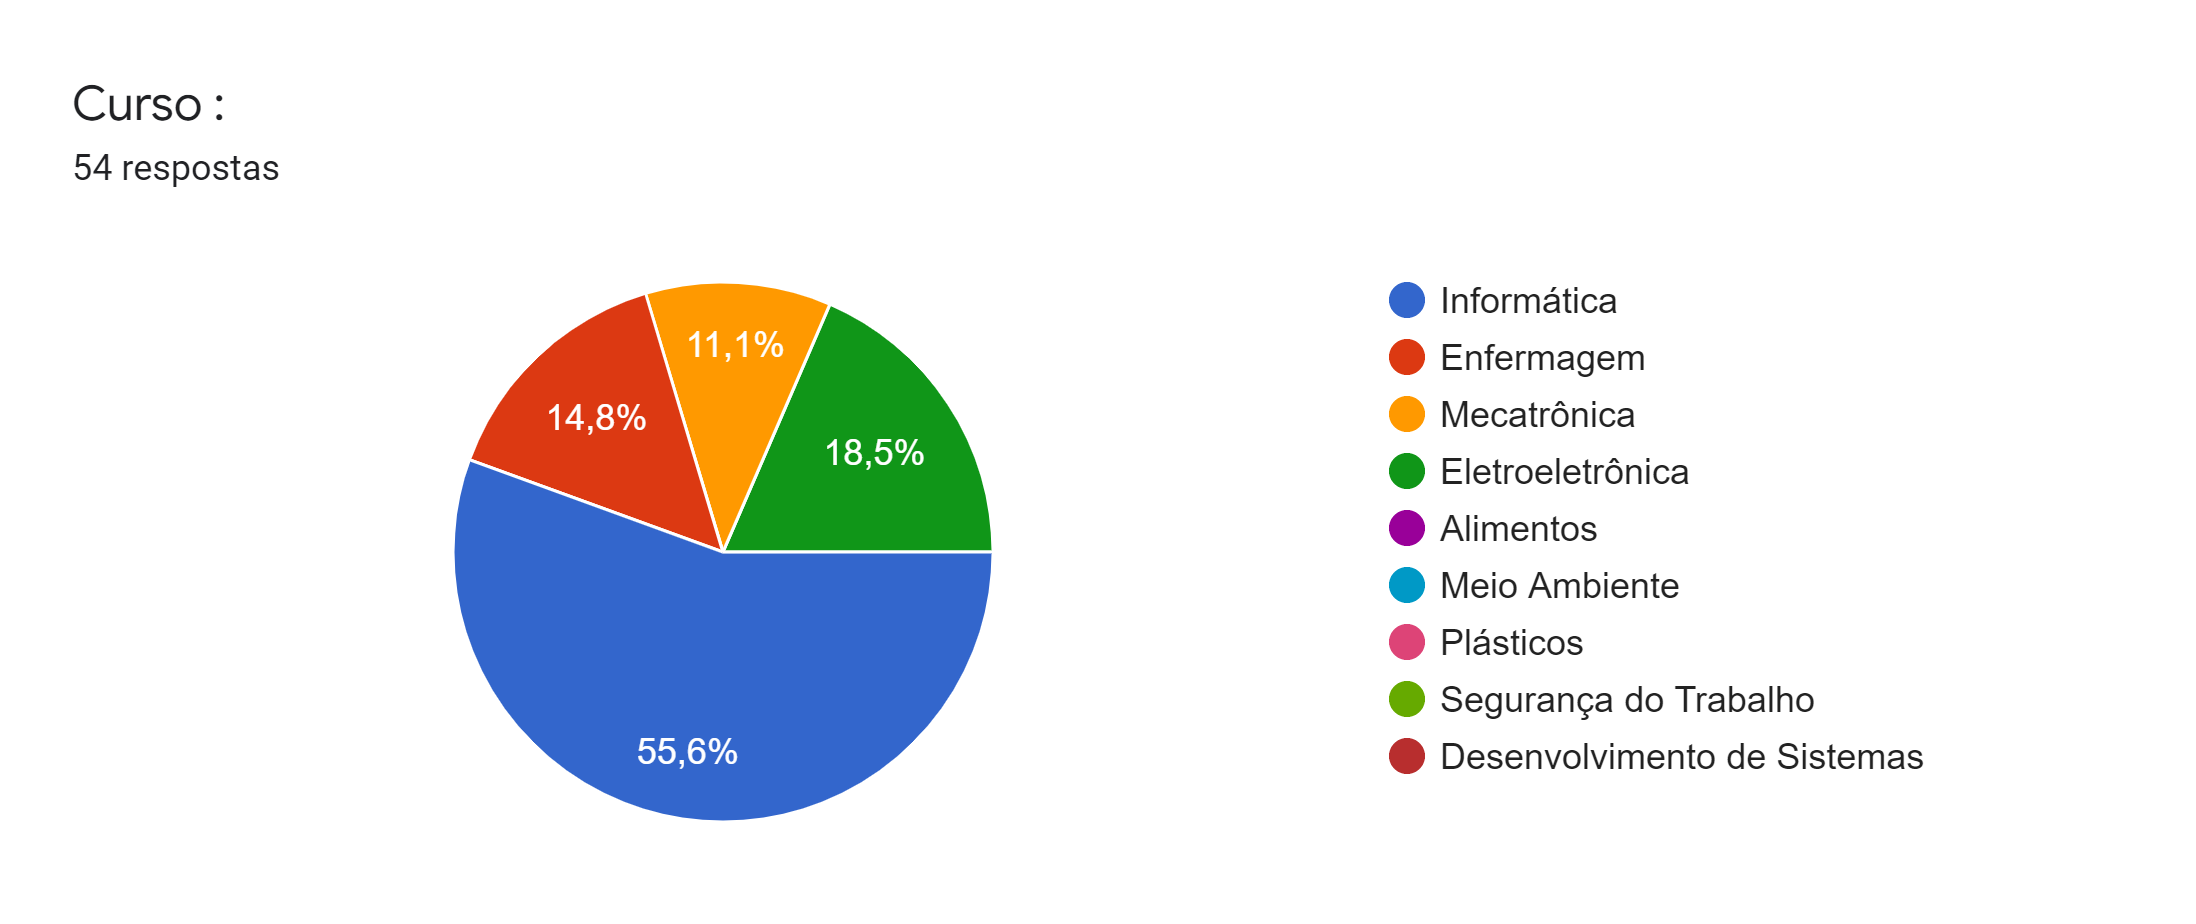 Curso :
54 respostas
11,1%
14,8%
18,5%
55,6%
Informática
Enfermagem
Mecatrônica
Eletroeletrônica
Alimentos
Meio Ambiente
Plásticos
Segurança do Trabalho
Desenvolvimento de Sistemas